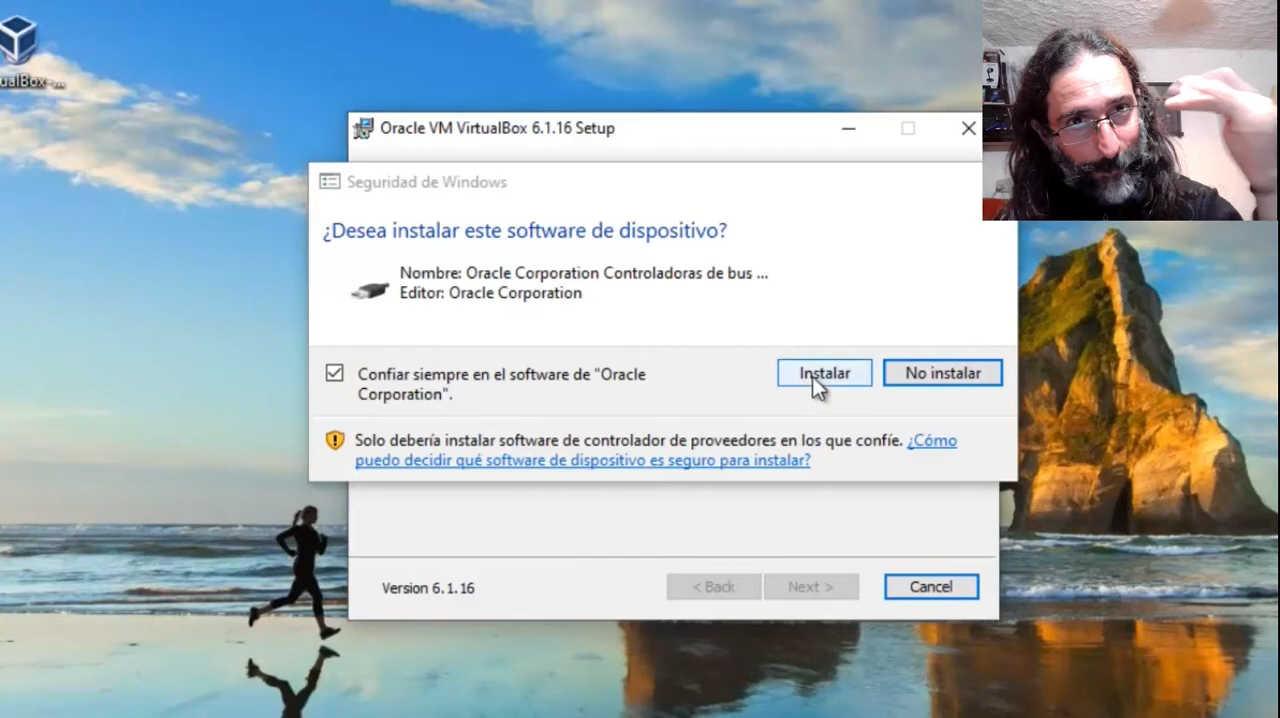 ualBox-...
Oracle VM VirtualBox 6.1.16 Setup
Seguridad de Windows
¿Desea instalar este software de dispositivo?
Nombre: Oracle Corporation Controladoras de bus ...
Editor: Oracle Corporation
Confiar siempre en el software de "Oracle
Corporation".
Instalar
No instalar
Solo debería instalar software de controlador de proveedores en los que confíe. ¿Cómo
puedo decidir qué software de dispositivo es seguro para instalar?
Version 6.1.16
< Back
Next >
Cancel